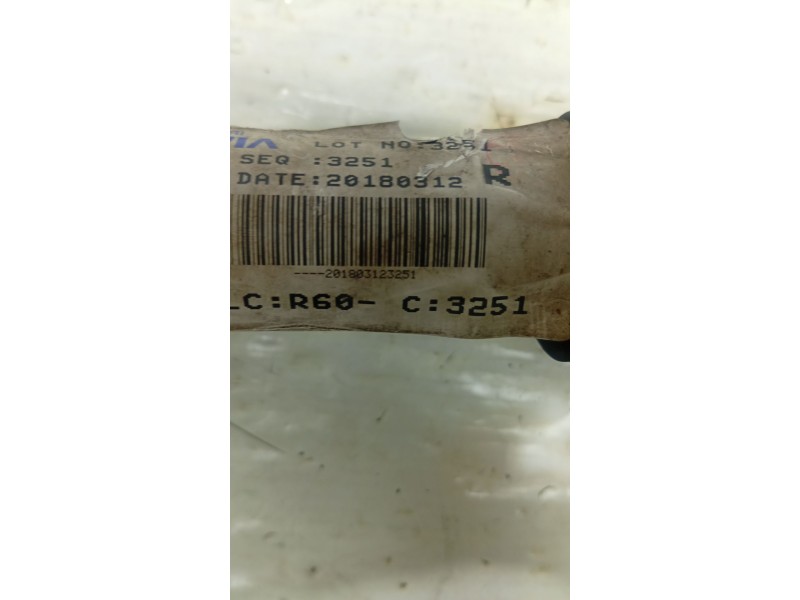 LOT NO:3251
SEQ :3251
DATE:20180312 R
----201803123251
LC:R60- C:3251